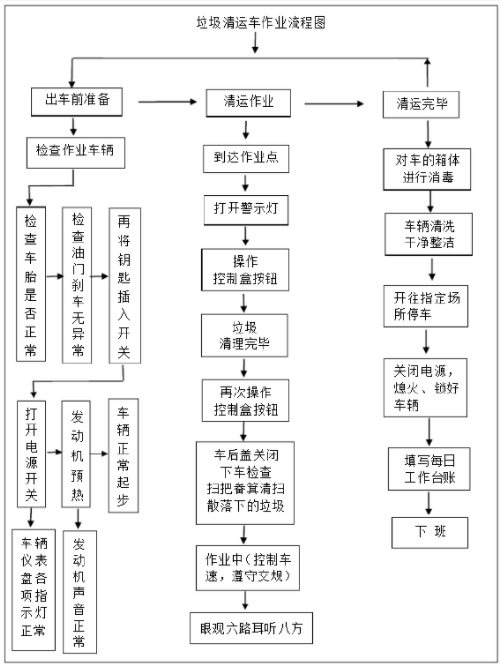 垃圾清运车作业流程图
出车前准备
清运作业
清运完毕
检查作业车辆
检查车胎是否正常
检查油门刹车无异常
再将钥匙插入开关
打开电源开关
发动机预热
车辆正常起步
车辆
仪表
盘各
项指
示灯
正常
发动机声音正常
到达作业点
打开警示灯
操作
控制盒按钮
垃圾
清理完毕
再次操作
控制盒按钮
车后盖关闭
下车检查
扫把畚箕清扫
散落下的垃圾
作业中（控制车
速，遵守交规）
眼观六路耳听八方
对车的箱体
进行消毒
车辆清洗
干净整洁
开往指定场
所停车
关闭电源，
熄火、锁好
车辆
填写每日
工作台账
下 班